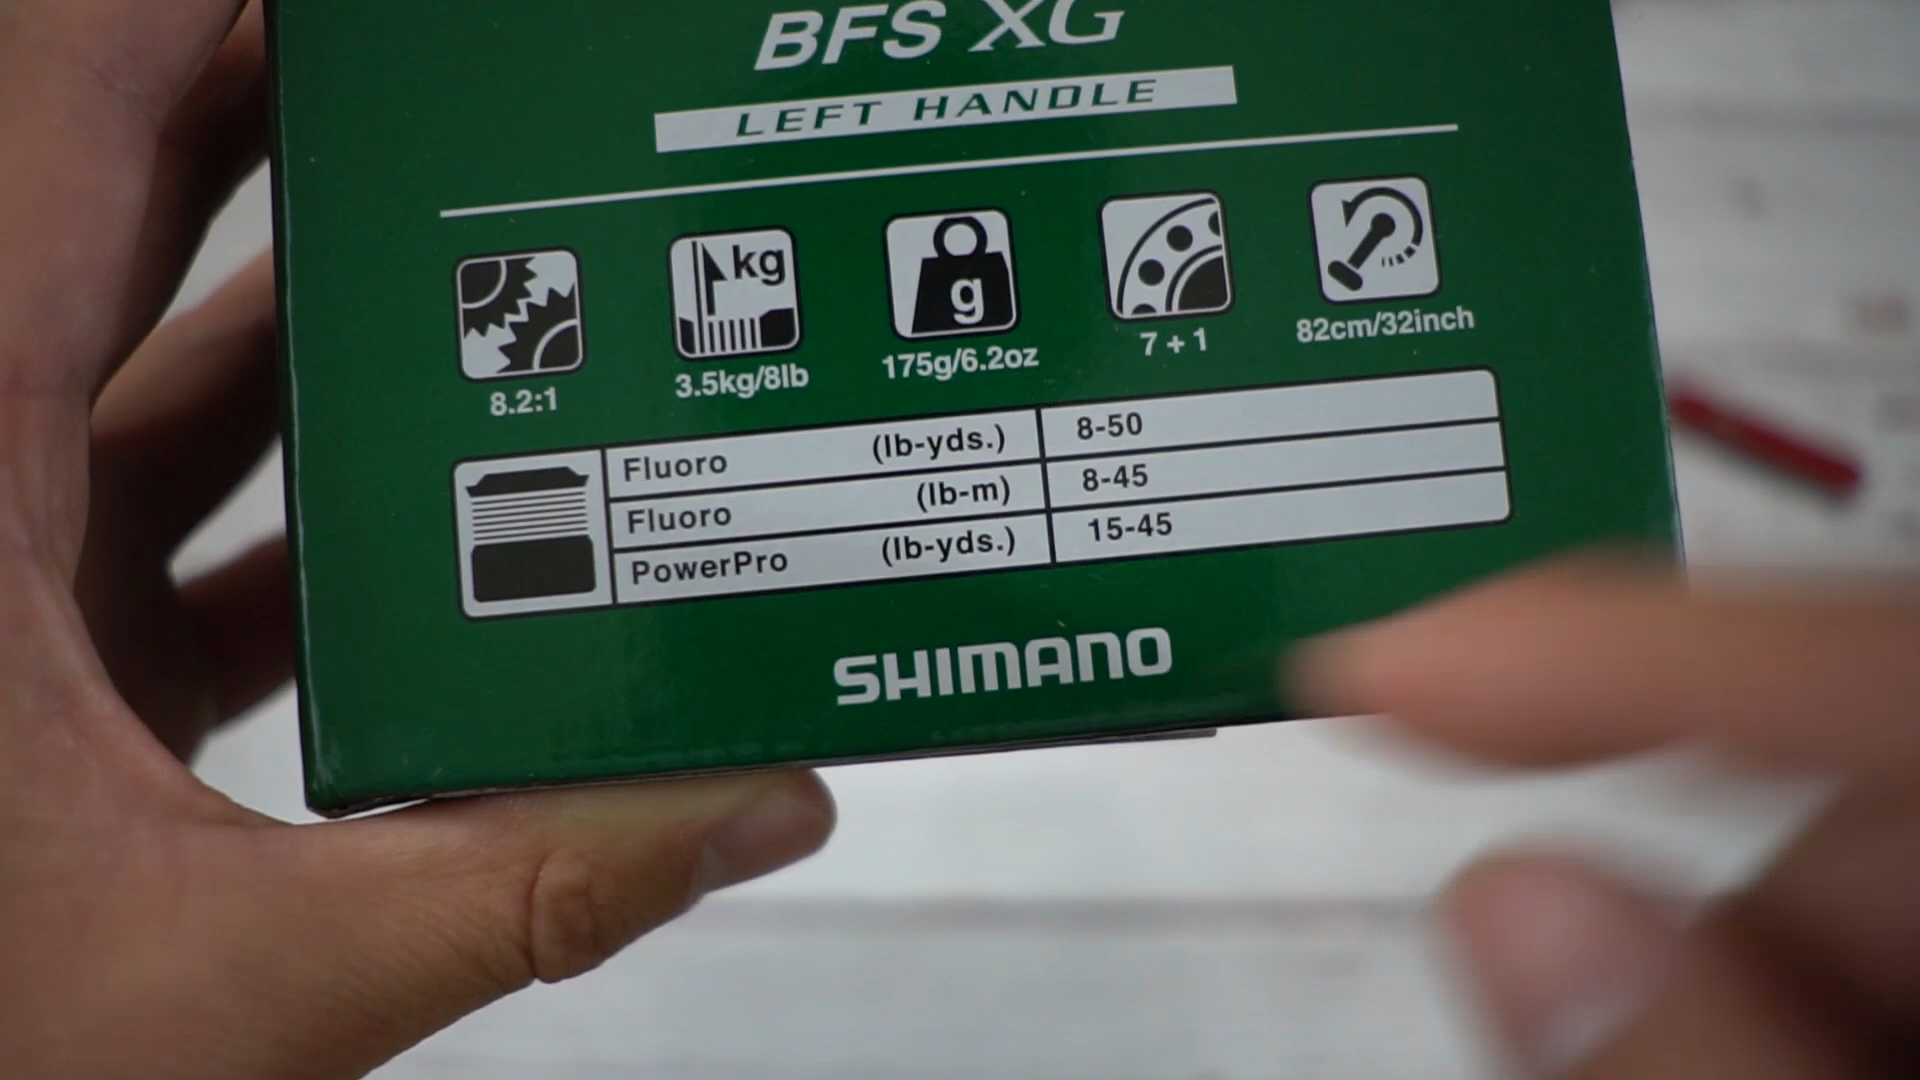 BFS XG
LEFT HANDLE
kg
g
8.2:1
3.5kg/8lb
175g/6.2oz
7+1
82cm/32inch
Fluoro (lb-yds.) 8-50
Fluoro (lb-m) 8-45
PowerPro (lb-yds.) 15-45
SHIMANO